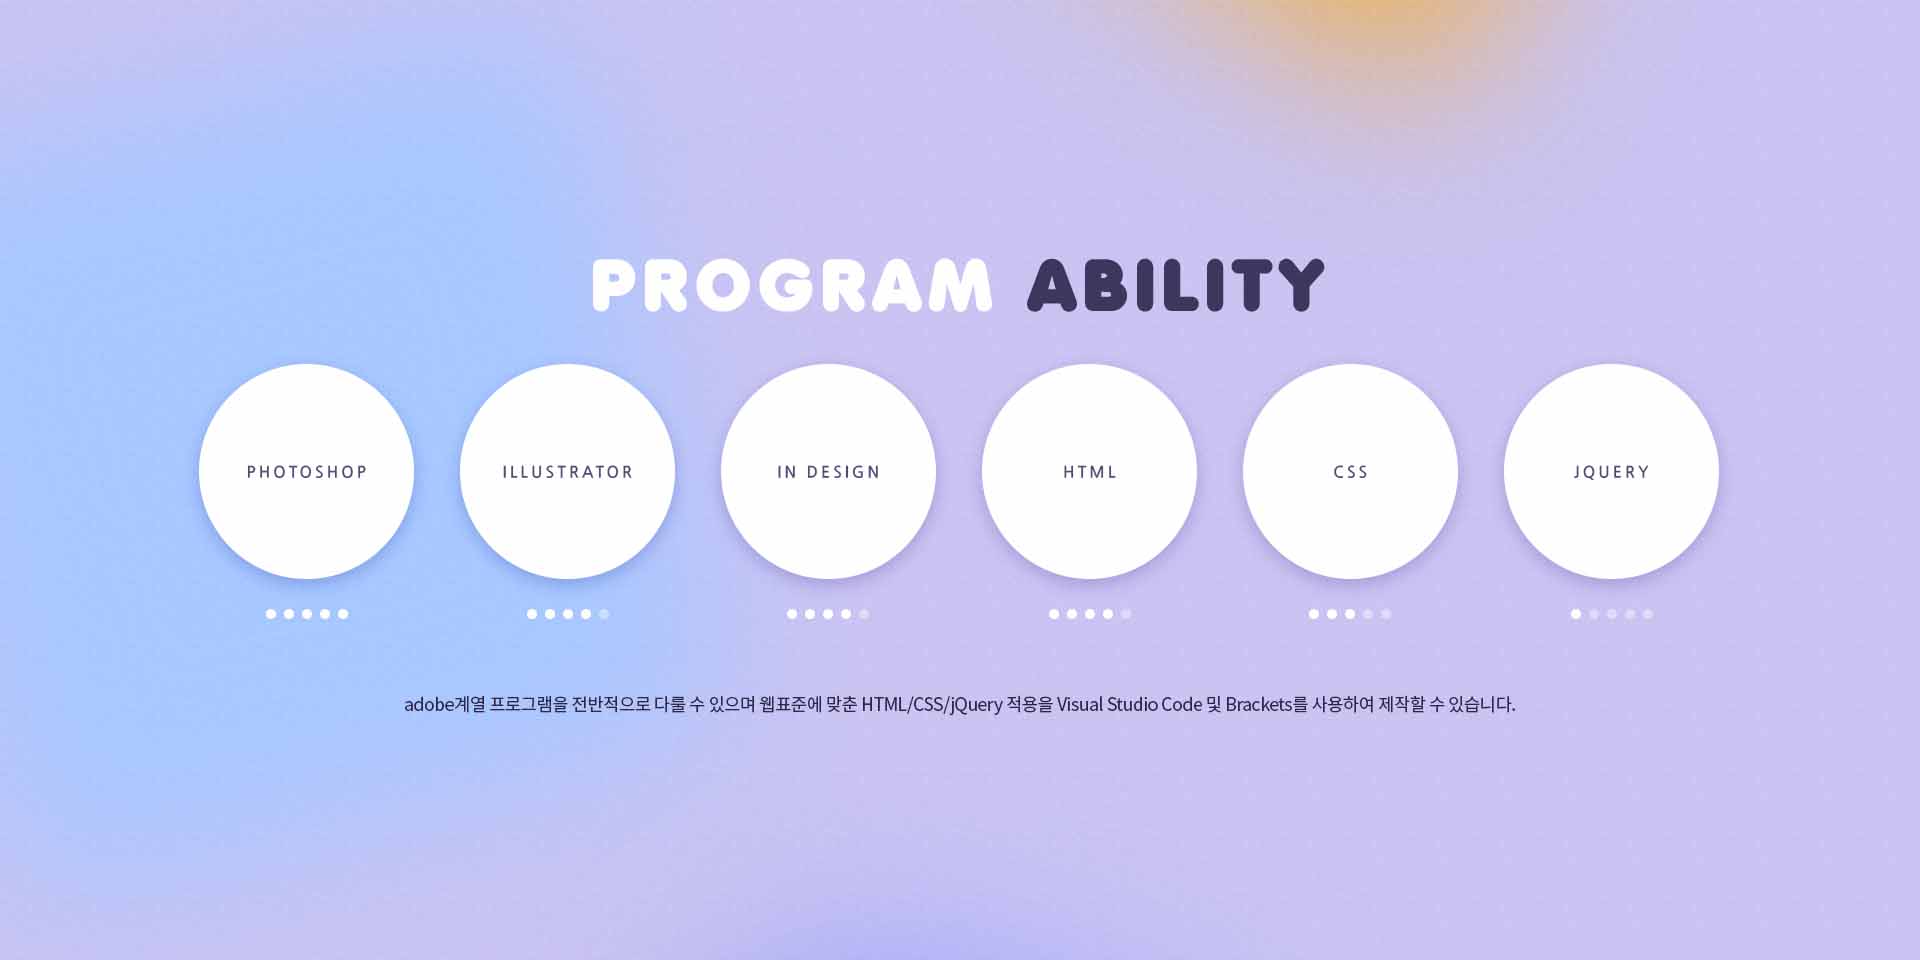 PROGRAM ABILITY
PHOTOSHOP
ILLUSTRATOR
IN DESIGN
HTML
CSS
JQUERY
adobe계열 프로그램을 전반적으로 다룰 수 있으며 웹표준에 맞춘 HTML/CSS/jQuery 적용을 Visual Studio Code 및 Brackets를 사용하여 제작할 수 있습니다.